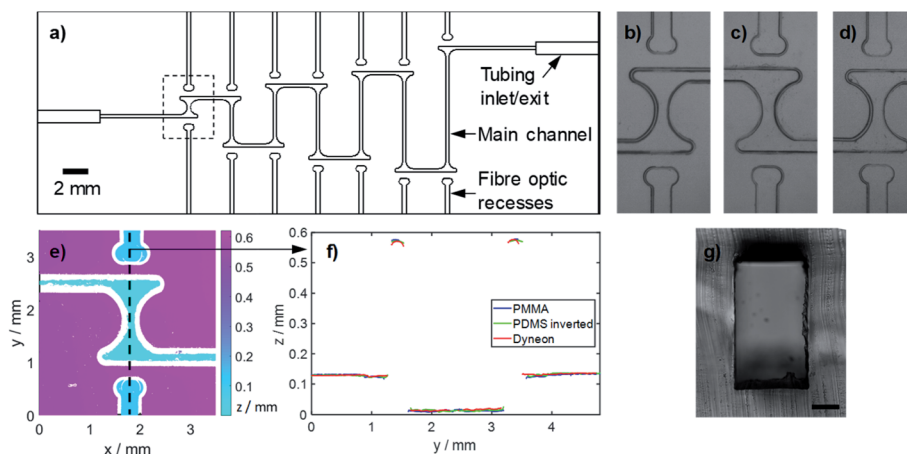 a)
Tubing
inlet/exit
Main channel
Fibre optic
recesses
2 mm
b)
c)
d)
e)
3
2
1
0
y / mm
0
1
2
3
x / mm
0.6
0.5
0.4
0.3
0.2
0.1
z / mm
f)
0.6
0.5
0.4
0.3
0.2
0.1
0
z / mm
PMMA
PDMS inverted
Dyneon
0
1
2
3
4
y / mm
g)